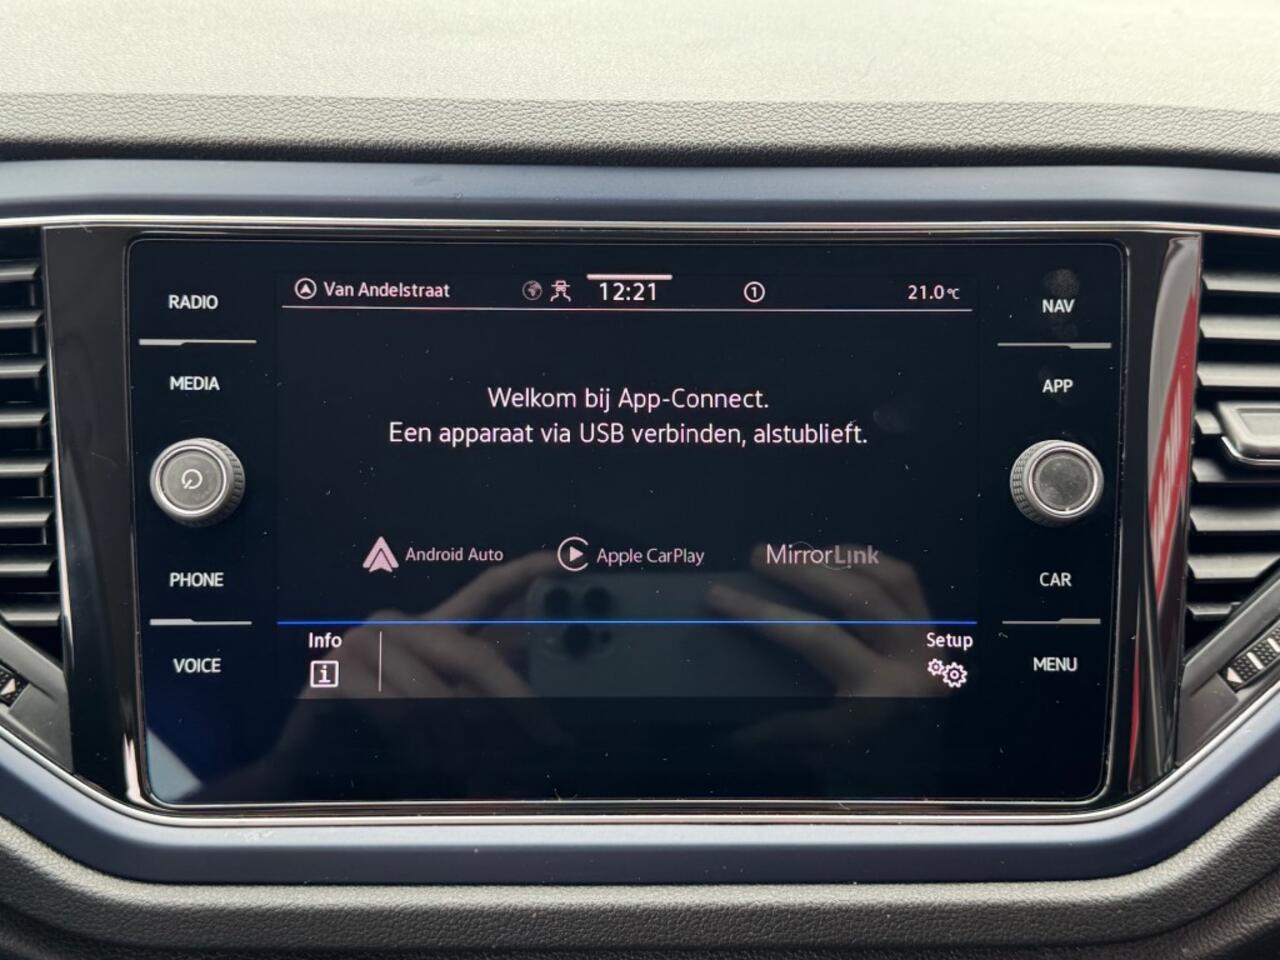 RADIO
MEDIA
PHONE
VOICE
Van Andelstraat
12:21
1
21.0°C
Welkom bij App-Connect.
Een apparaat via USB verbinden, alstublieft.
Android Auto
Apple CarPlay
MirrorLink
Info
i
Setup
NAV
APP
CAR
MENU